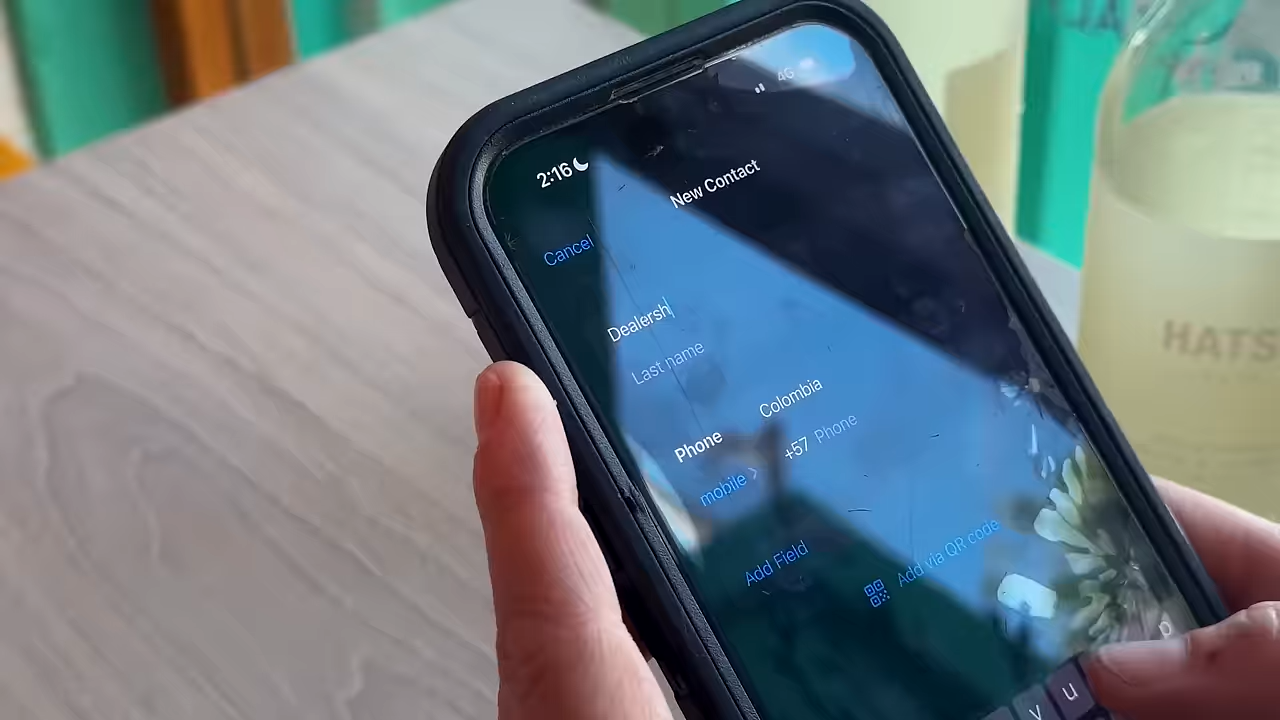 4G
2:16
New Contact
Cancel
Dealersh
Last name
Colombia
Phone
+57 Phone
mobile
Add Field
Add via QR code
p
u
y
HATS